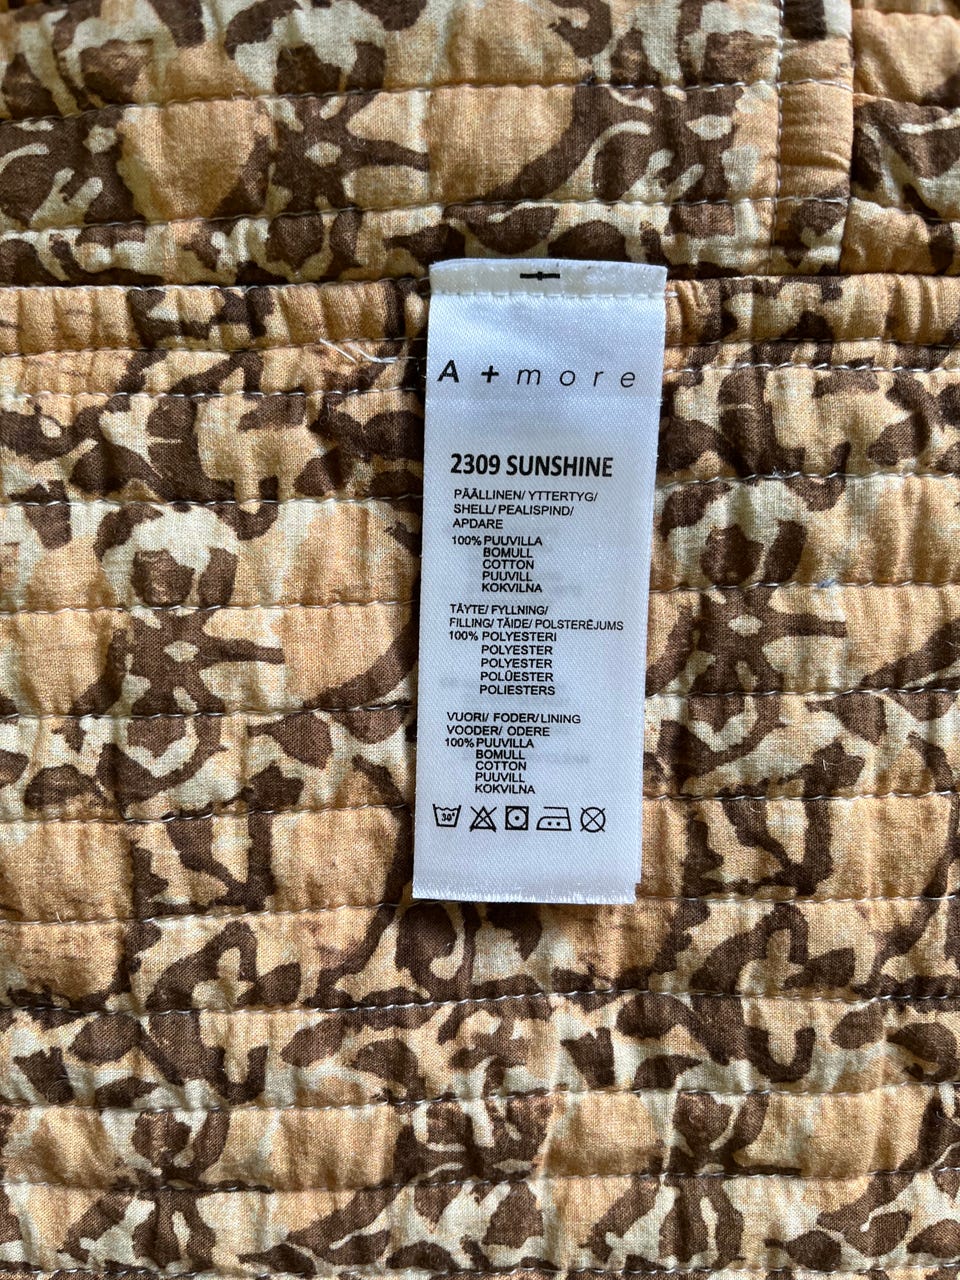 A + more
2309 SUNSHINE
PÄÄLLINEN/ YTTERTYG/
SHELL/ PEALISPIND/
APDARE
100% PUUVILLA
BOMULL
COTTON
PUUVILL
KOKVILNA
TÄYTE/ FYLLNING/
FILLING/ TÄIDE/ POLSTERĒJUMS
100% POLYESTERI
POLYESTER
POLYESTER
POLÜESTER
POLIESTERS
VUORI/ FODER/ LINING
VOODER/ ODERE
100% PUUVILLA
BOMULL
COTTON
PUUVILL
KOKVILNA
30°